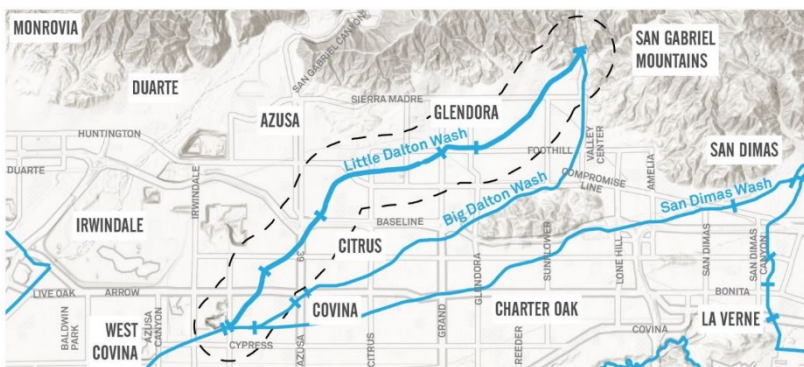 MONROVIA
SAN GABRIEL CANYON
SAN GABRIEL
MOUNTAINS
DUARTE
SIERRA MADRE
GLENDORA
AZUSA
HUNTINGTON
Little Dalton Wash
FOOTHILL
VALLEY
CENTER
SAN DIMAS
DUARTE
COMPROMISE
LINE
AMELIA
IRWINDALE
Big Dalton Wash
San Dimas Wash
IRWINDALE
BASELINE
CITRUS
39
GLENDORA
SUNFLOWER
LONE HILL
SAN DIMAS
SAN DIMAS
CANYON
LIVE OAK
ARROW
BONITA
COVINA
CHARTER OAK
BALDWIN
PARK
WEST
COVINA
AZUSA
CANYON
CYPRESS
AZUSA
CITRUS
GRAND
REEDER
COVINA
LA VERNE